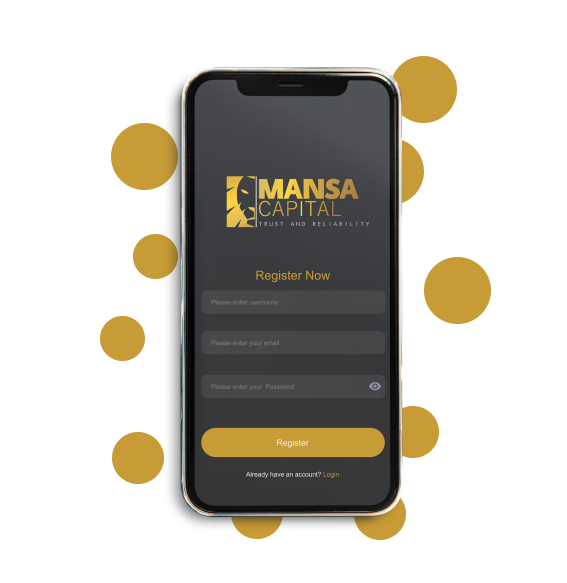 MANSA
CAPITAL
TRUST AND RELIABILITY
Register Now
Please enter username
Please enter your email
Please enter your  Password
Register
Already have an account? Login